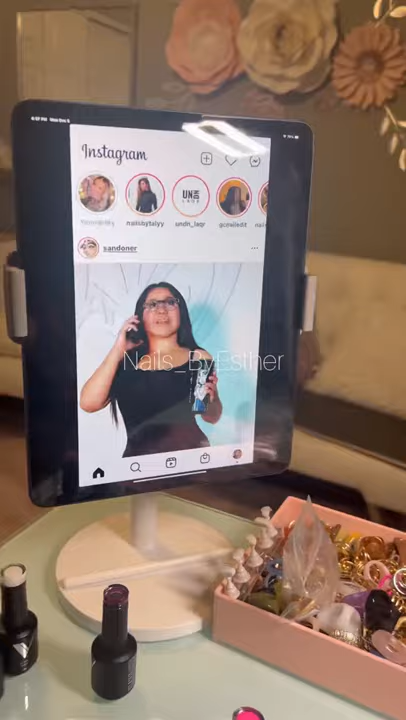 Instagram
nailsbytalyy
undn_laqr
gcnailedit
sandoner
Nails_ByEsther